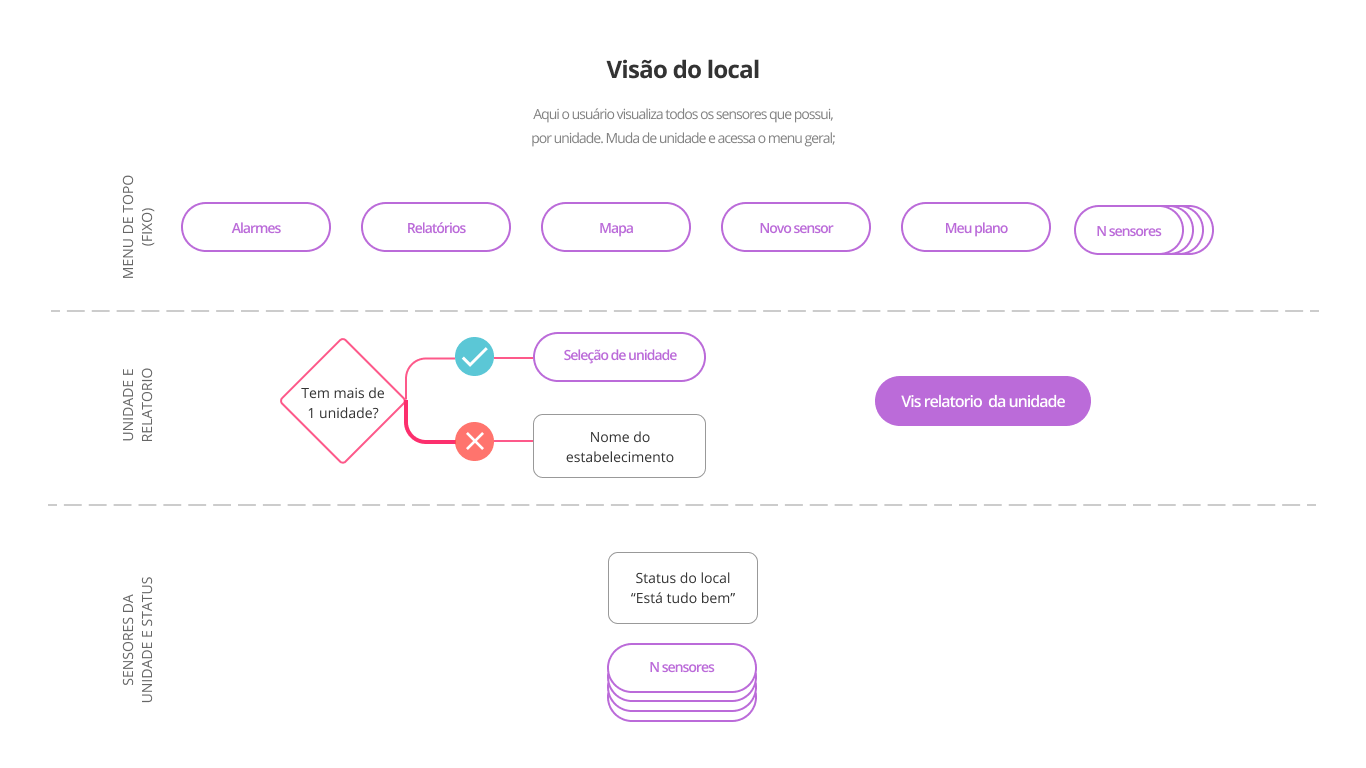 Visão do local
Aqui o usuário visualiza todos os sensores que possui,
por unidade. Muda de unidade e acessa o menu geral;
MENU DE TOPO
(FIXO)
Alarmes
Relatórios
Mapa
Novo sensor
Meu plano
N sensores
UNIDADE E
RELATORIO
Tem mais de
1 unidade?
Seleção de unidade
Nome do
estabelecimento
Vis relatorio  da unidade
SENSORES DA
UNIDADE E STATUS
Status do local
“Está tudo bem”
N sensores